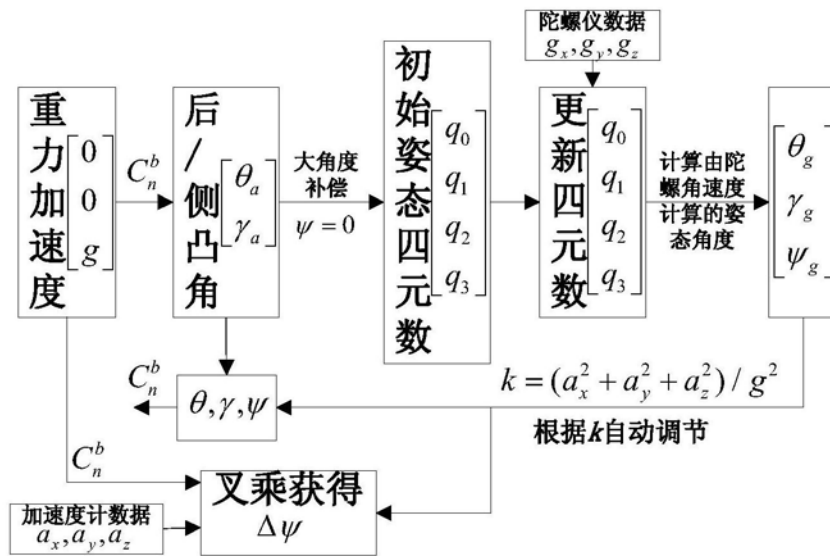 陀螺仪数据
g_x,g_y,g_z
重力加速度
0
0
g
C_n^b
后/侧凸角
θ_a
γ_a
大角度
补偿
ψ=0
初始姿态四元数
q_0
q_1
q_2
q_3
更新四元数
q_0
q_1
q_2
q_3
计算由陀
螺角速度
计算的姿
态角度
θ_g
γ_g
ψ_g
C_n^b
θ,γ,ψ
k=(a_x^2+a_y^2+a_z^2)/g^2
根据k自动调节
C_n^b
叉乘获得
Δψ
加速度计数据
a_x,a_y,a_z